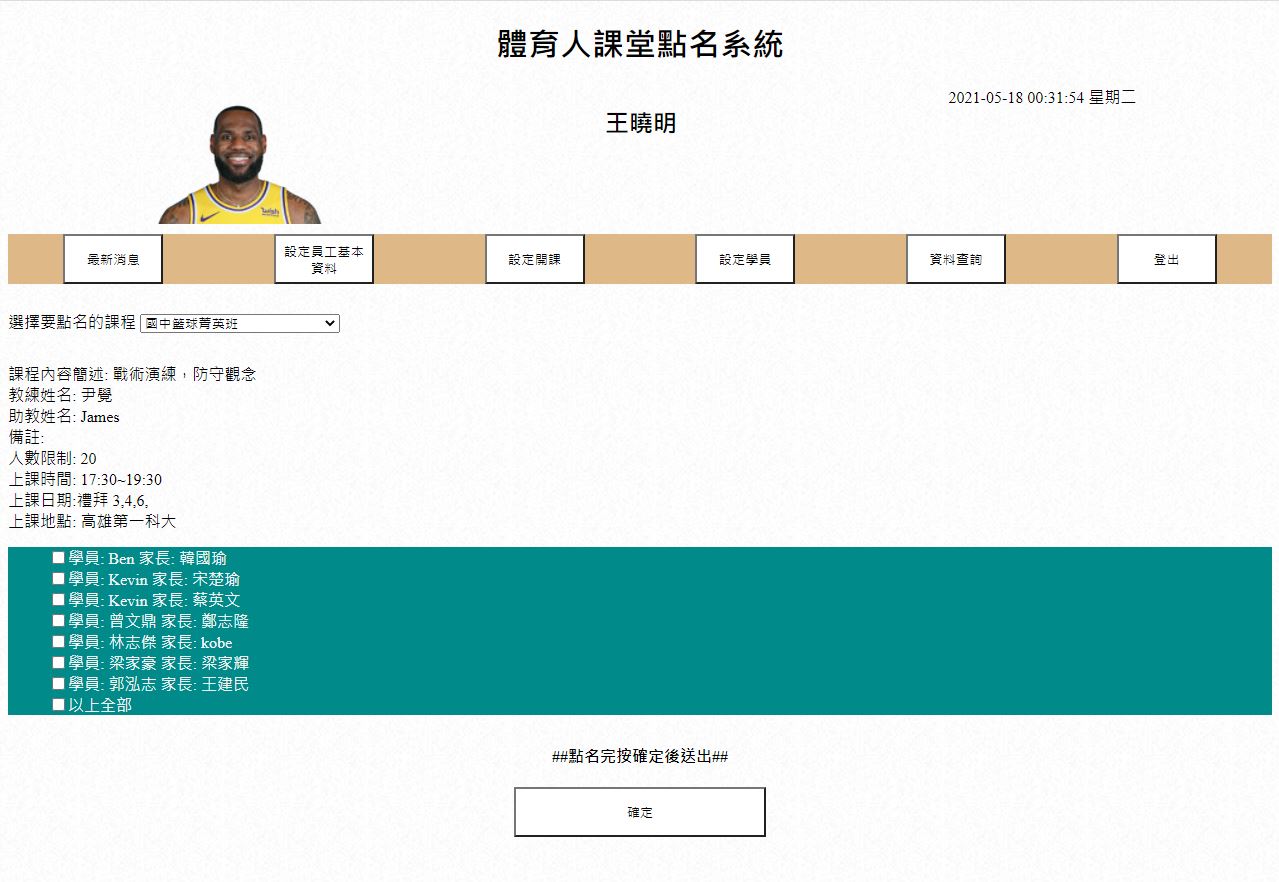 體育人課堂點名系統
2021-05-18 00:31:54 星期二
王曉明
wish
最新消息
設定員工基本
資料
設定開課
設定學員
資料查詢
登出
選擇要點名的課程 國中籃球菁英班
課程內容簡述: 戰術演練，防守觀念
教練姓名: 尹覺
助教姓名: James
備註:
人數限制: 20
上課時間: 17:30~19:30
上課日期:禮拜 3,4,6,
上課地點: 高雄第一科大
學員: Ben 家長: 韓國瑜
學員: Kevin 家長: 宋楚瑜
學員: Kevin 家長: 蔡英文
學員: 曾文鼎 家長: 鄭志隆
學員: 林志傑 家長: kobe
學員: 梁家豪 家長: 梁家輝
學員: 郭泓志 家長: 王建民
以上全部
##點名完按確定後送出##
確定